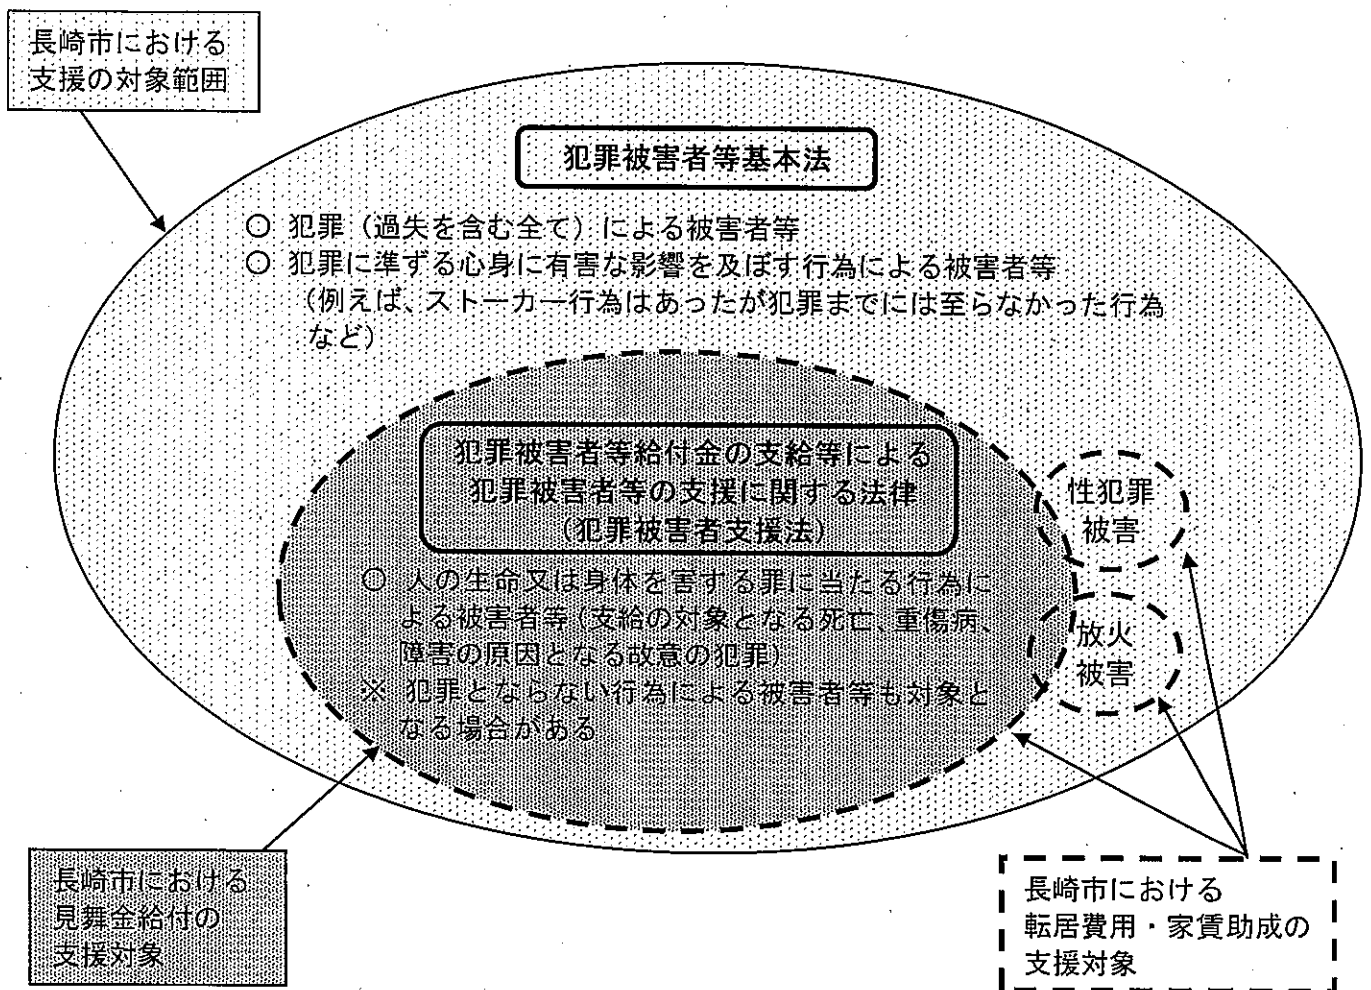 長崎市における
支援の対象範囲
犯罪被害者等基本法
○ 犯罪（過失を含む全て）による被害者等
○ 犯罪に準ずる心身に有害な影響を及ぼす行為による被害者等
（例えば、ストーカー行為はあったが犯罪までには至らなかった行為
など）
犯罪被害者等給付金の支給等による
犯罪被害者等の支援に関する法律
（犯罪被害者支援法）
○ 人の生命又は身体を害する罪に当たる行為に
よる被害者等（支給の対象となる死亡、重傷病、
障害の原因となる故意の犯罪）
※ 犯罪とならない行為による被害者等も対象と
なる場合がある
性犯罪
被害
放火
被害
長崎市における
見舞金給付の
支援対象
長崎市における
転居費用・家賃助成の
支援対象